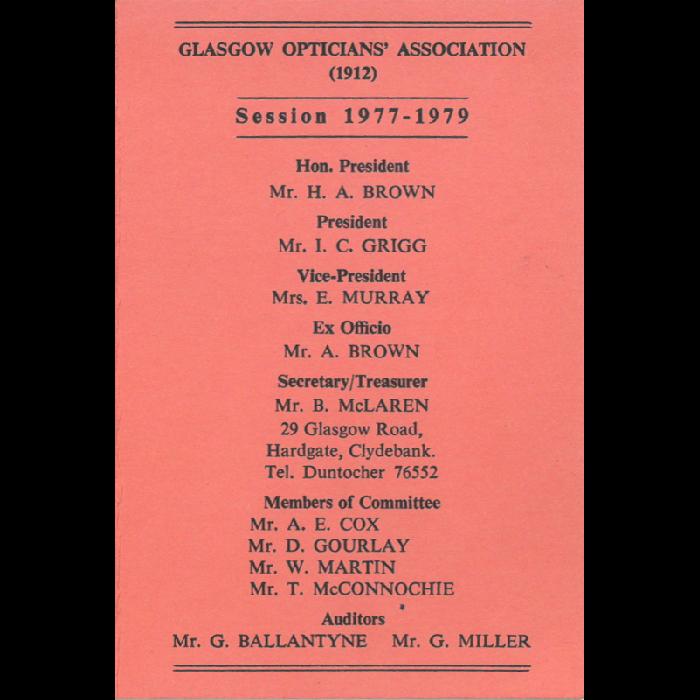 GLASGOW OPTICIANS' ASSOCIATION
(1912)
Session 1977-1979
Hon. President
Mr. H. A. BROWN
President
Mr. I. C. GRIGG
Vice-President
Mrs. E. MURRAY
Ex Officio
Mr. A. BROWN
Secretary/Treasurer
Mr. B. McLAREN
29 Glasgow Road,
Hardgate, Clydebank.
Tel. Duntocher 76552
Members of Committee
Mr. A. E. COX
Mr. D. GOURLAY
Mr. W. MARTIN
Mr. T. McCONNOCHIE
Auditors
Mr. G. BALLANTYNE Mr. G. MILLER